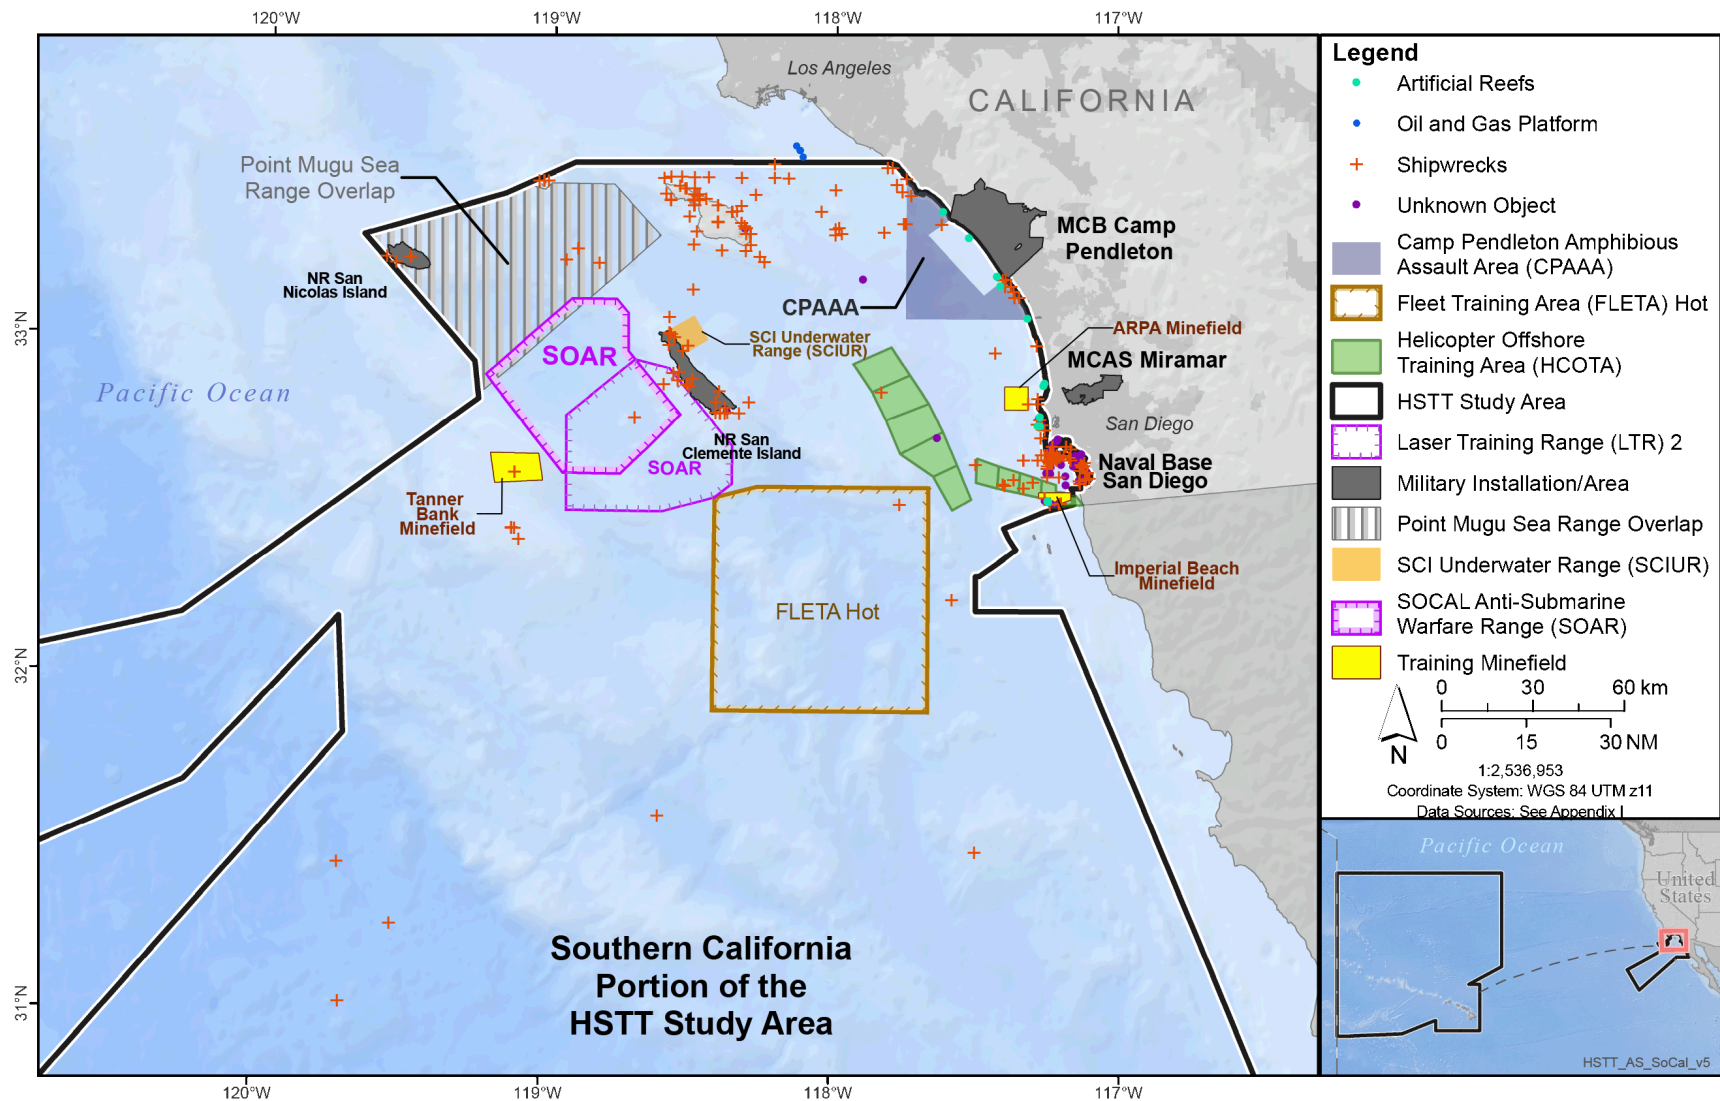 120°W
119°W
118°W
117°W
Los Angeles
CALIFORNIA
Point Mugu Sea
Range Overlap
MCB Camp
Pendleton
NR San
Nicolas Island
33°N
CPAAA
SCI Underwater
Range (SCIUR)
ARPA Minefield
MCAS Miramar
SOAR
Pacific Ocean
San Diego
NR San
Clemente Island
SOAR
Naval Base
San Diego
Tanner
Bank
Minefield
Imperial Beach
Minefield
FLETA Hot
32°N
31°N
Southern California
Portion of the
HSTT Study Area
120°W
119°W
118°W
117°W
Legend
Artificial Reefs
Oil and Gas Platform
Shipwrecks
Unknown Object
Camp Pendleton Amphibious
Assault Area (CPAAA)
Fleet Training Area (FLETA) Hot
Helicopter Offshore
Training Area (HCOTA)
HSTT Study Area
Laser Training Range (LTR) 2
Military Installation/Area
Point Mugu Sea Range Overlap
SCI Underwater Range (SCIUR)
SOCAL Anti-Submarine
Warfare Range (SOAR)
Training Minefield
0 30 60 km
0 15 30 NM
N
1:2,536,953
Coordinate System: WGS 84 UTM z11
Data Sources: See Appendix I
Pacific Ocean
United
States
HSTT_AS_SoCal_v5